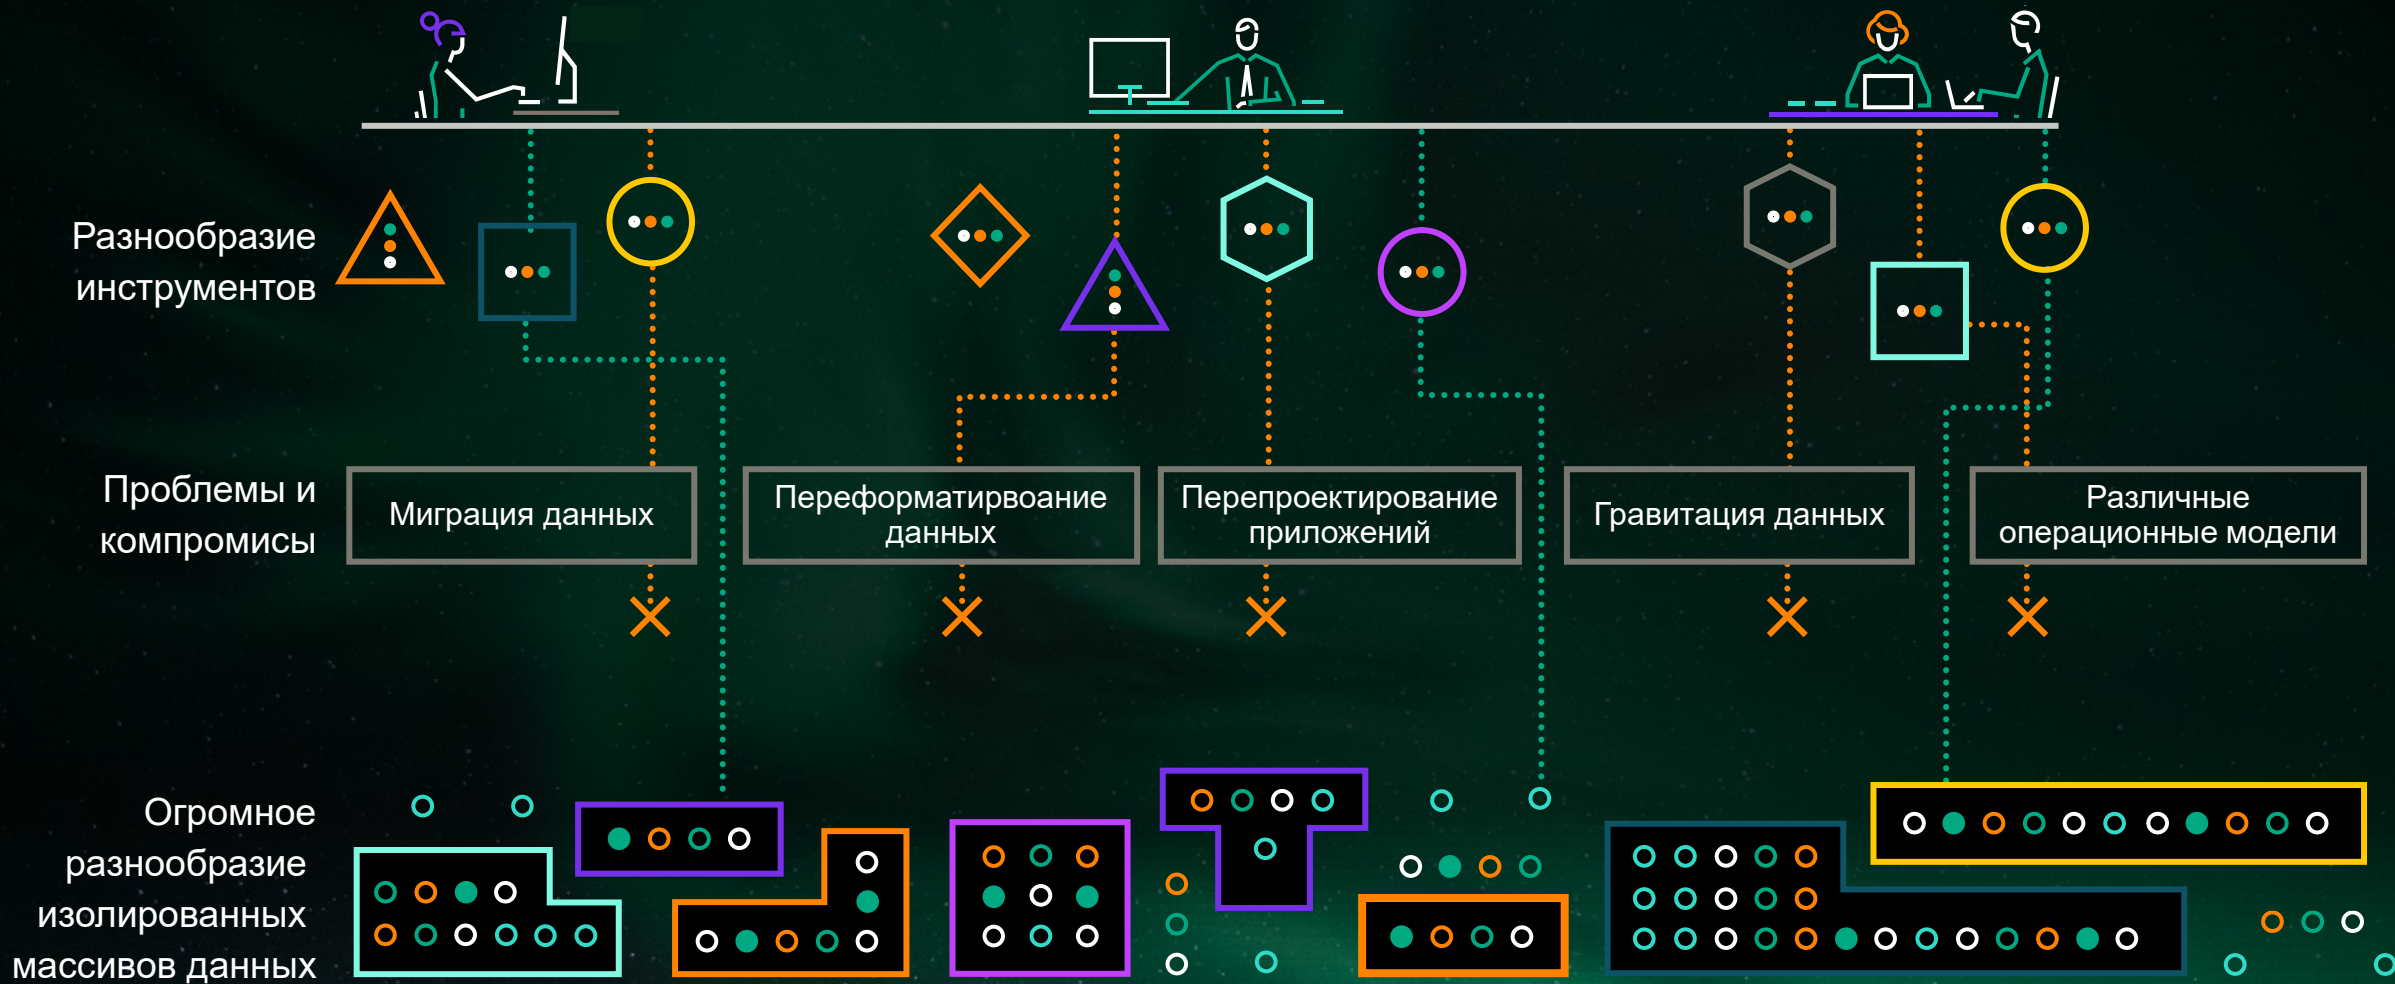 Разнообразие
инструментов
Проблемы и
компромисы
Миграция данных
Переформатирвоание
данных
Перепроектирование
приложений
Гравитация данных
Различные
операционные модели
Огромное
разнообразие
изолированных
массивов данных